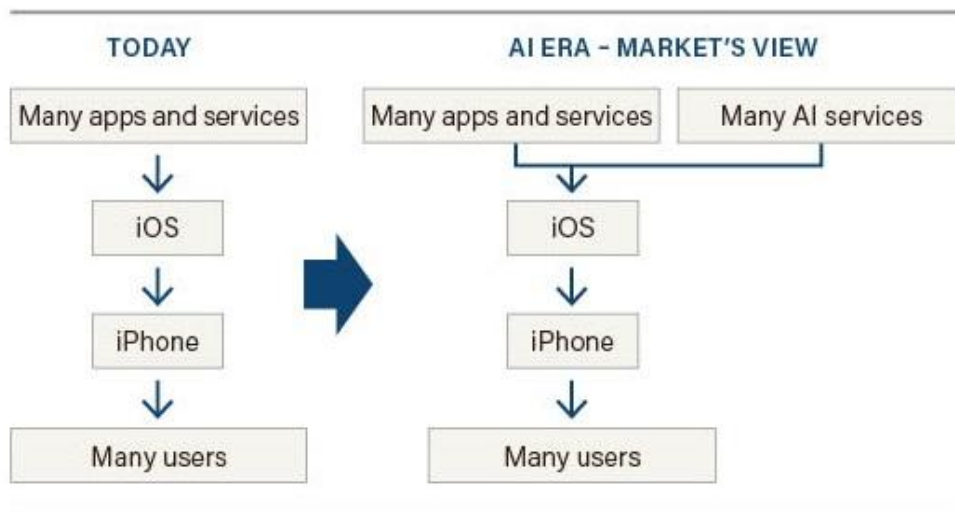 TODAY
Many apps and services
iOS
iPhone
Many users
AI ERA – MARKET'S VIEW
Many apps and services
Many AI services
iOS
iPhone
Many users